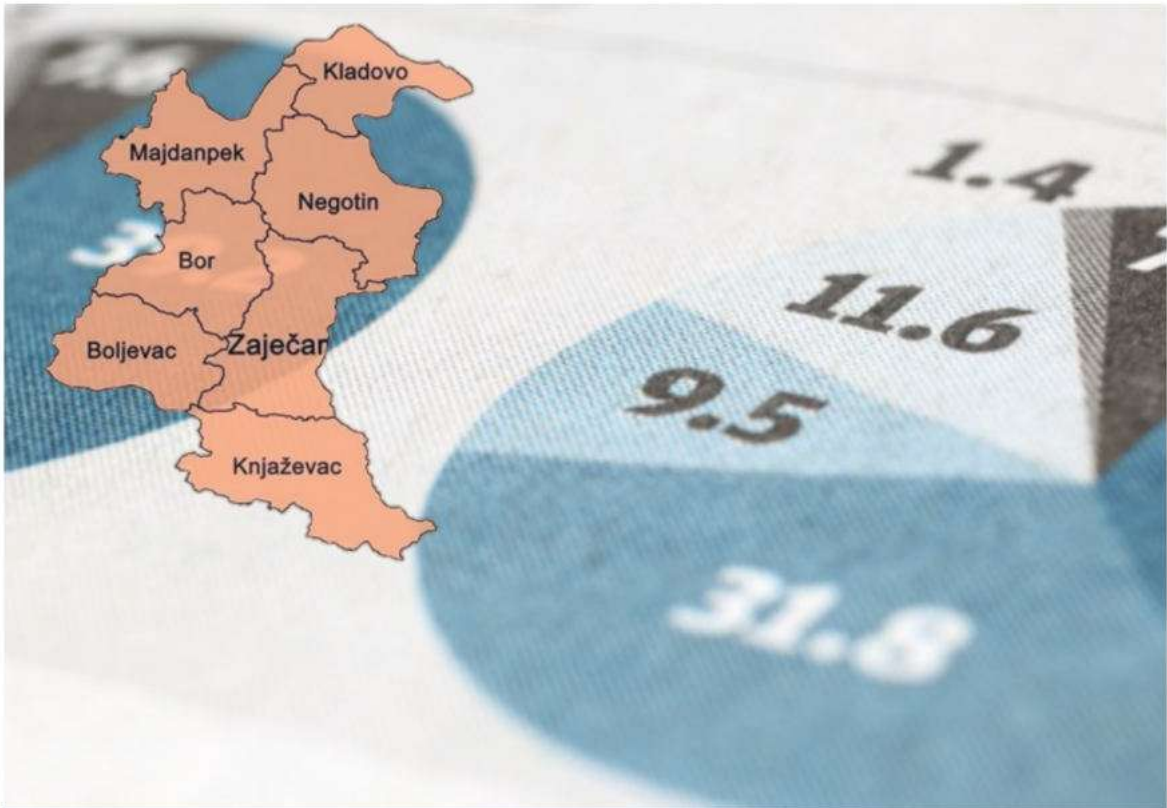 Kladovo
Majdanpek
Negotin
Bor
Boljevac
Zaječar
Knjaževac
1.4
11.6
9.5
31.8